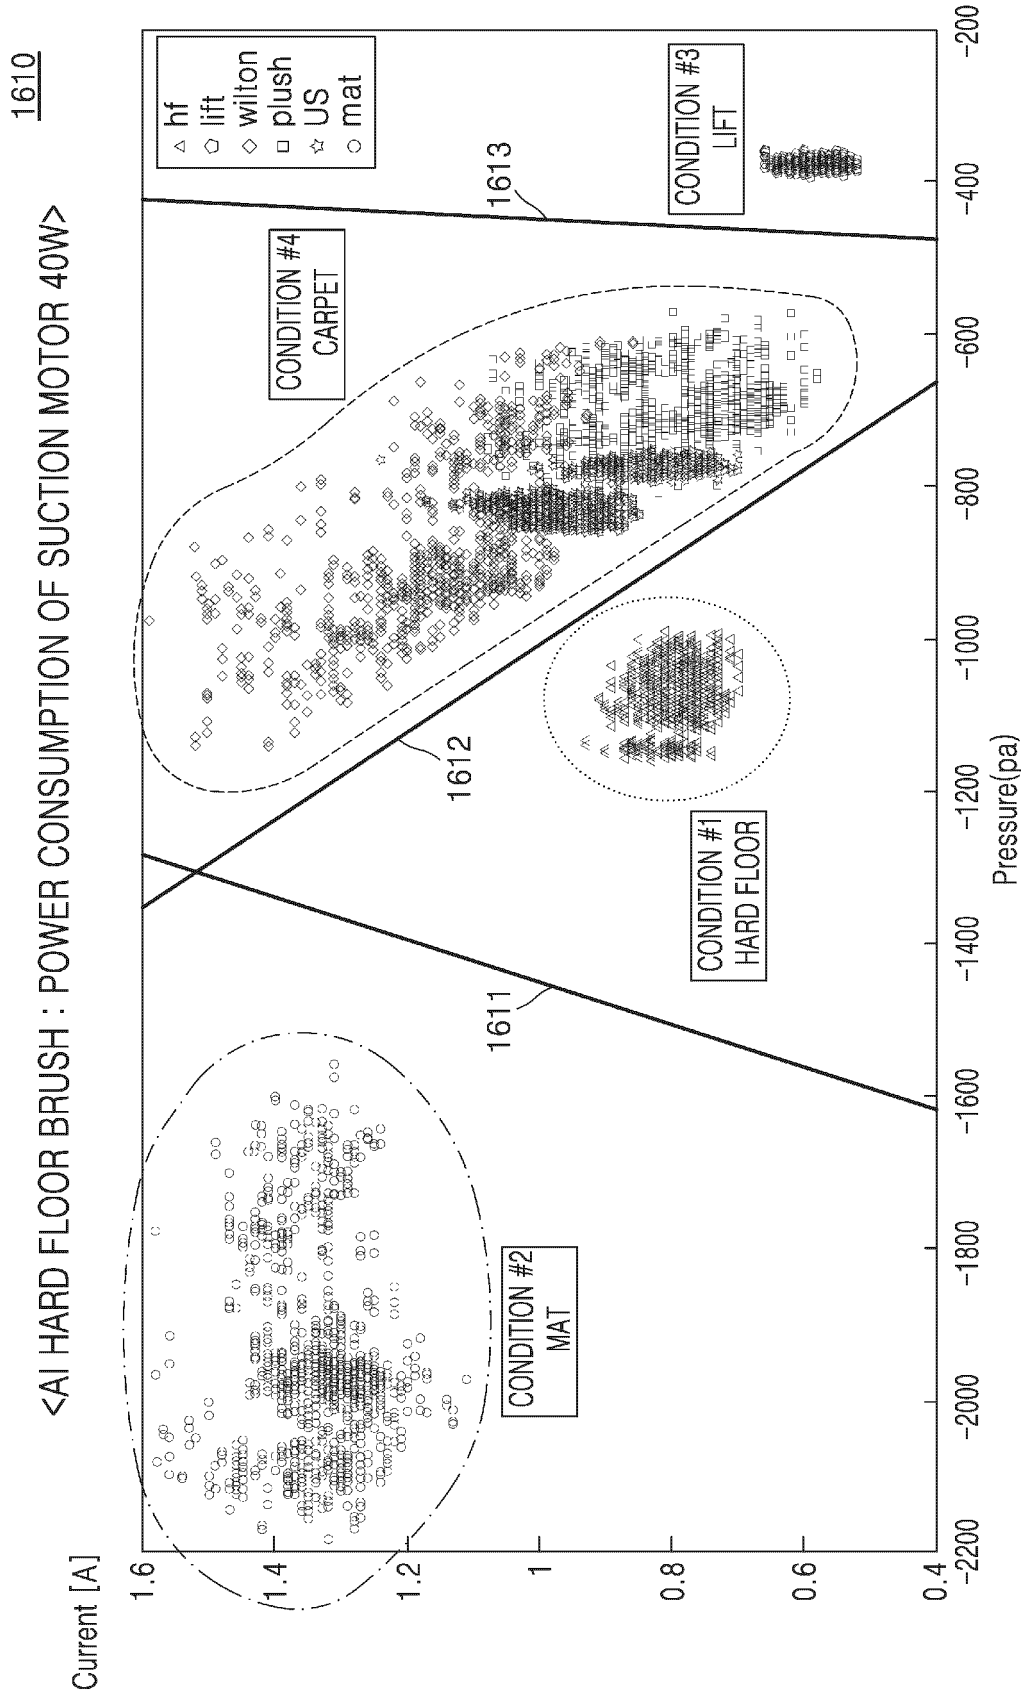 1610
<AI HARD FLOOR BRUSH : POWER CONSUMPTION OF SUCTION MOTOR 40W>
Current [A]
1.6
1.4
1.2
1
0.8
0.6
0.4
-2200
-2000
-1800
-1600
-1400
-1200
-1000
-800
-600
-400
-200
Pressure(pa)
hf
lift
wilton
plush
US
mat
CONDITION #2
MAT
1611
1612
CONDITION #1
HARD FLOOR
CONDITION #4
CARPET
1613
CONDITION #3
LIFT